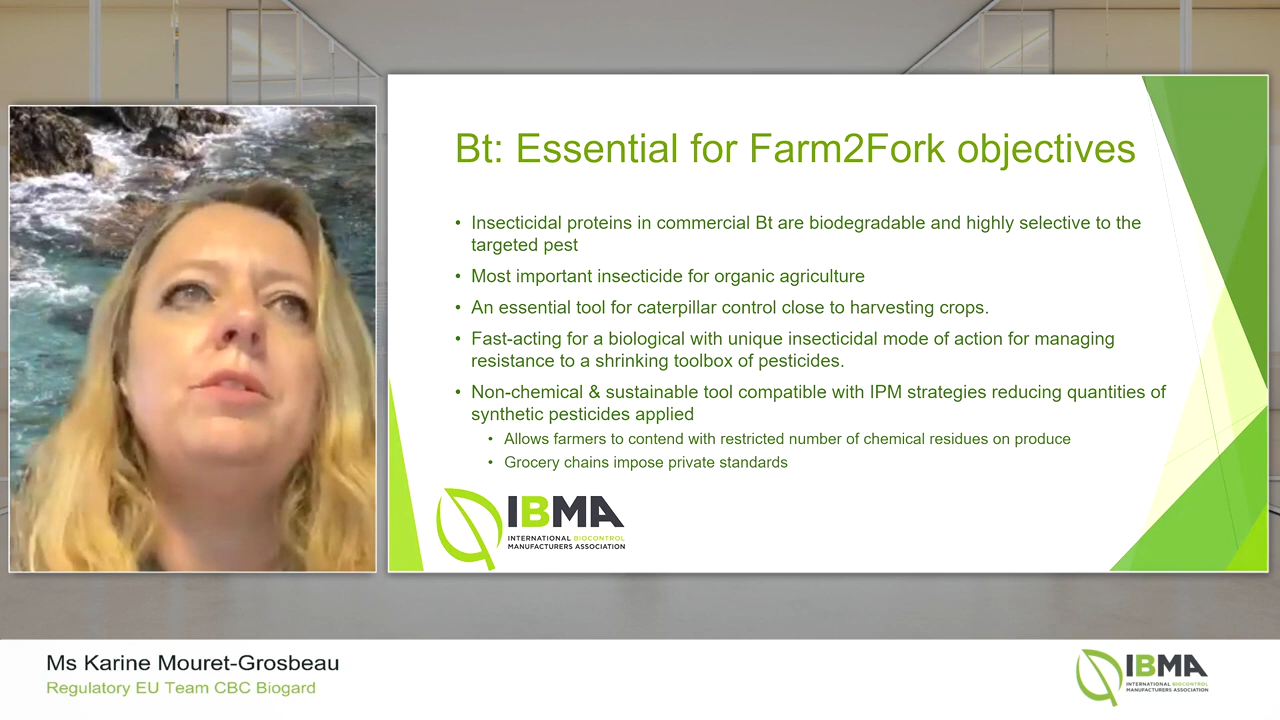 Bt: Essential for Farm2Fork objectives
• Insecticidal proteins in commercial Bt are biodegradable and highly selective to the
targeted pest
• Most important insecticide for organic agriculture
• An essential tool for caterpillar control close to harvesting crops.
• Fast-acting for a biological with unique insecticidal mode of action for managing
resistance to a shrinking toolbox of pesticides.
• Non-chemical & sustainable tool compatible with IPM strategies reducing quantities of
synthetic pesticides applied
• Allows farmers to contend with restricted number of chemical residues on produce
• Grocery chains impose private standards
IBMA
INTERNATIONAL BIOCONTROL
MANUFACTURERS ASSOCIATION
Ms Karine Mouret-Grosbeau
Regulatory EU Team CBC Biogard
IBMA
INTERNATIONAL BIOCONTROL
MANUFACTURERS ASSOCIATION